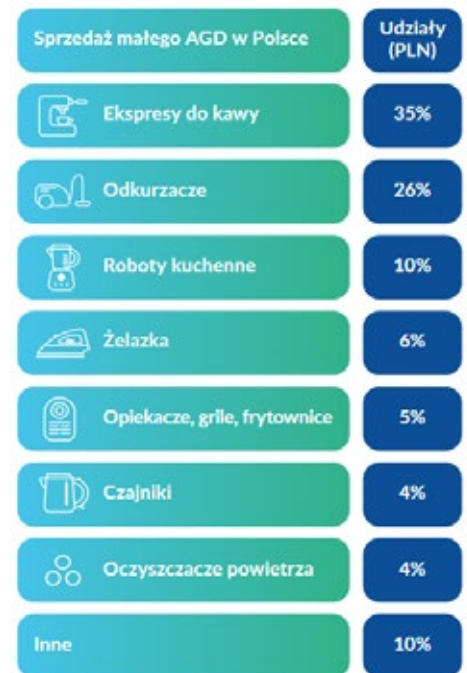 Sprzedaż małego AGD w Polsce
Udziały
(PLN)
Ekspresy do kawy
35%
Odkurzacze
26%
Roboty kuchenne
10%
Żelazka
6%
Opiekacze, grile, frytownice
5%
Czajniki
4%
Oczyszczacze powietrza
4%
Inne
10%